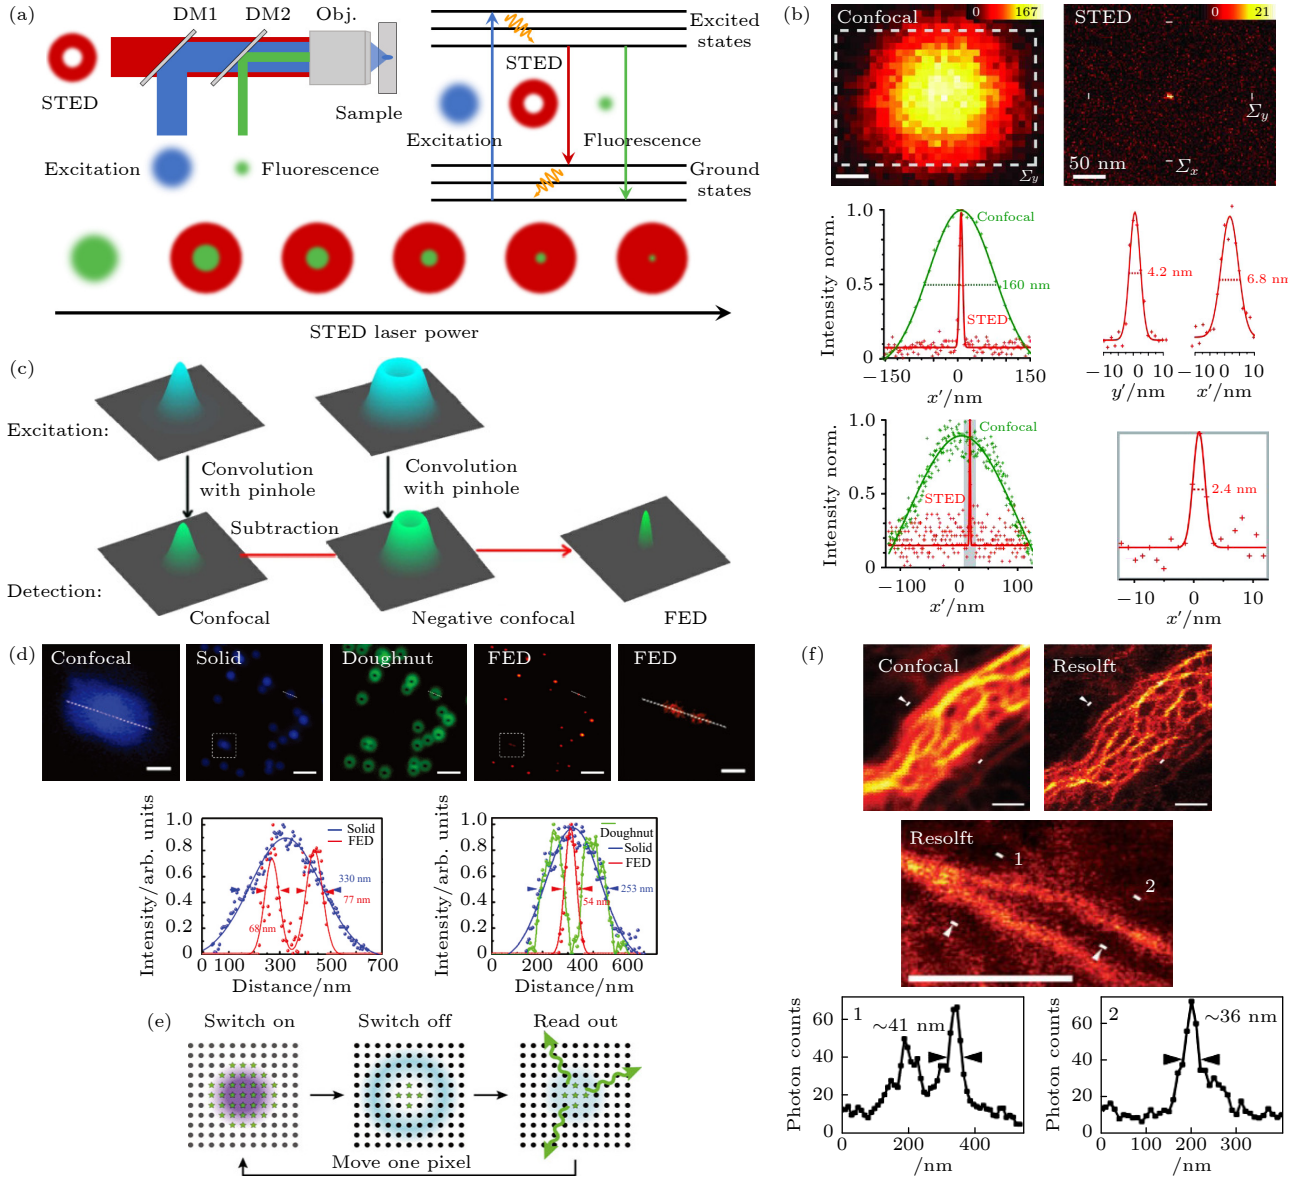 (a)
DM1
DM2
Obj.
STED
Sample
Excitation
Fluorescence
Excited
states
STED
Excitation
Fluorescence
Ground
states
STED laser power
(b)
Confocal
0
167
Σy
STED
0
21
Σy
50 nm
Σx
Intensity norm.
1.0
0.5
0
Confocal
160 nm
STED
−150
0
150
x′/nm
4.2 nm
−10
0
10
y′/nm
6.8 nm
−10
0
10
x′/nm
Intensity norm.
1.0
0.5
0
Confocal
STED
−100
0
100
x′/nm
2.4 nm
−10
0
10
x′/nm
(c)
Excitation:
Convolution
with pinhole
Convolution
with pinhole
Subtraction
Detection:
Confocal
Negative confocal
FED
(d)
Confocal
Solid
Doughnut
FED
FED
Intensity/arb. units
1.0
0.8
0.6
0.4
0.2
0
Solid
FED
330 nm
77 nm
68 nm
0
100
300
500
700
Distance/nm
Intensity/arb. units
1.0
0.8
0.6
0.4
0.2
0
Doughnut
Solid
FED
253 nm
54 nm
0
200
400
600
Distance/nm
(e)
Switch on
Switch off
Read out
Move one pixel
(f)
Confocal
Resolft
Resolft
1
2
Photon counts
60
40
20
0
1
~41 nm
0
200
400
/nm
Photon counts
60
40
20
0
2
~36 nm
0
100
200
300
/nm